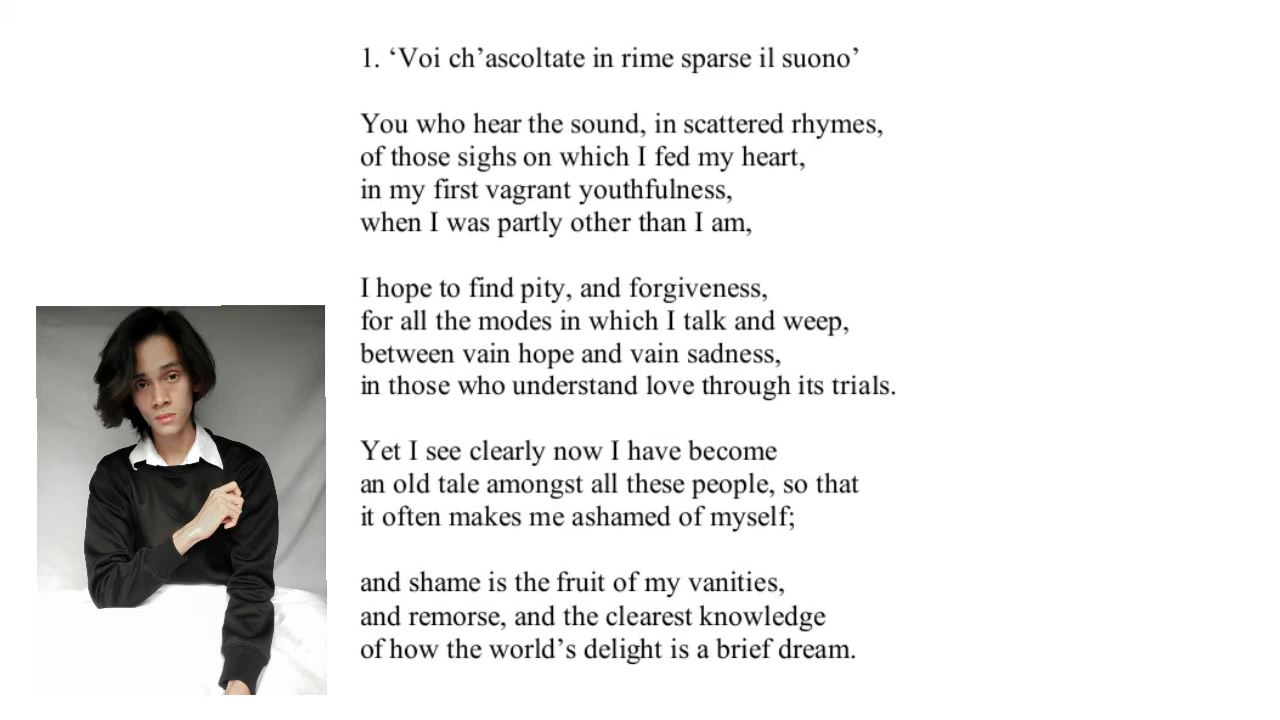 1. ‘Voi ch’ascoltate in rime sparse il suono’
You who hear the sound, in scattered rhymes,
of those sighs on which I fed my heart,
in my first vagrant youthfulness,
when I was partly other than I am,
I hope to find pity, and forgiveness,
for all the modes in which I talk and weep,
between vain hope and vain sadness,
in those who understand love through its trials.
Yet I see clearly now I have become
an old tale amongst all these people, so that
it often makes me ashamed of myself;
and shame is the fruit of my vanities,
and remorse, and the clearest knowledge
of how the world’s delight is a brief dream.